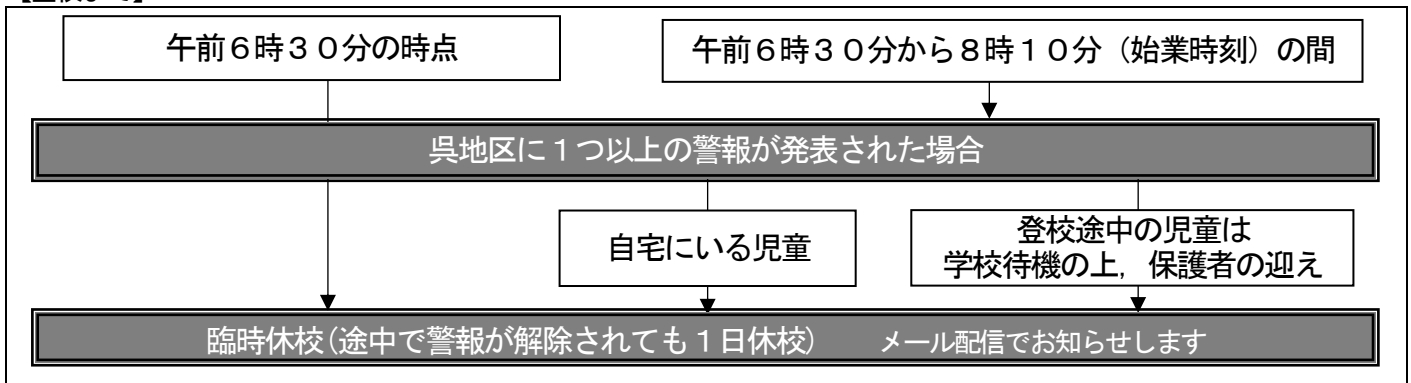 午前６時３０分の時点
午前６時３０分から８時１０分（始業時刻）の間
呉地区に１つ以上の警報が発表された場合
自宅にいる児童
登校途中の児童は
学校待機の上，保護者の迎え
臨時休校(途中で警報が解除されても１日休校)　　メール配信でお知らせします